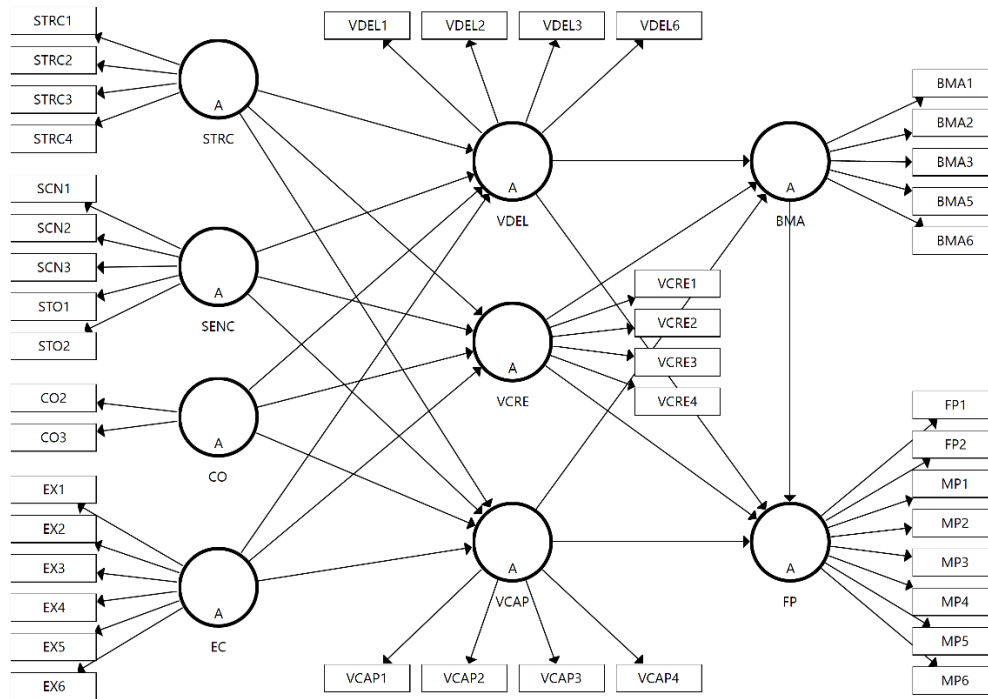 STRC1
STRC2
STRC3
STRC4
A
STRC
SCN1
SCN2
SCN3
STO1
STO2
A
SENC
CO2
CO3
A
CO
EX1
EX2
EX3
EX4
EX5
EX6
A
EC
VDEL1 VDEL2 VDEL3 VDEL6
A
VDEL
A
VCRE
VCRE1
VCRE2
VCRE3
VCRE4
A
VCAP
VCAP1 VCAP2 VCAP3 VCAP4
A
BMA
BMA1
BMA2
BMA3
BMA5
BMA6
A
FP
FP1
FP2
MP1
MP2
MP3
MP4
MP5
MP6